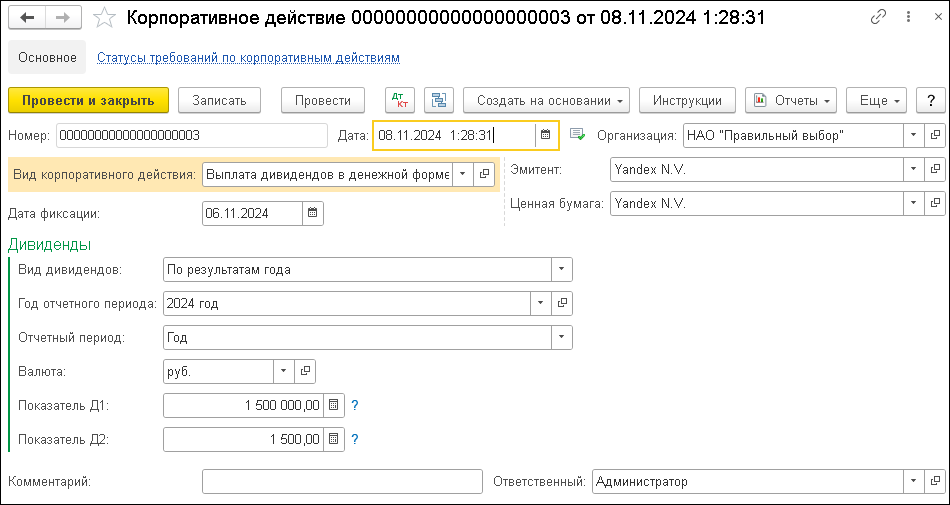 Корпоративное действие 00000000000000000003 от 08.11.2024 1:28:31
Основное Статусы требований по корпоративным действиям
Провести и закрыть Записать Провести Дт Кт Создать на основании Инструкции Отчеты Еще ?
Номер: 00000000000000000003 Дата: 08.11.2024 1:28:31 Организация: НАО "Правильный выбор"
Вид корпоративного действия: Выплата дивидендов в денежной форме Эмитент: Yandex N.V.
Дата фиксации: 06.11.2024 Ценная бумага: Yandex N.V.
Дивиденды
Вид дивидендов: По результатам года
Год отчетного периода: 2024 год
Отчетный период: Год
Валюта: руб.
Показатель Д1: 1 500 000,00 ?
Показатель Д2: 1 500,00 ?
Комментарий: Ответственный: Администратор